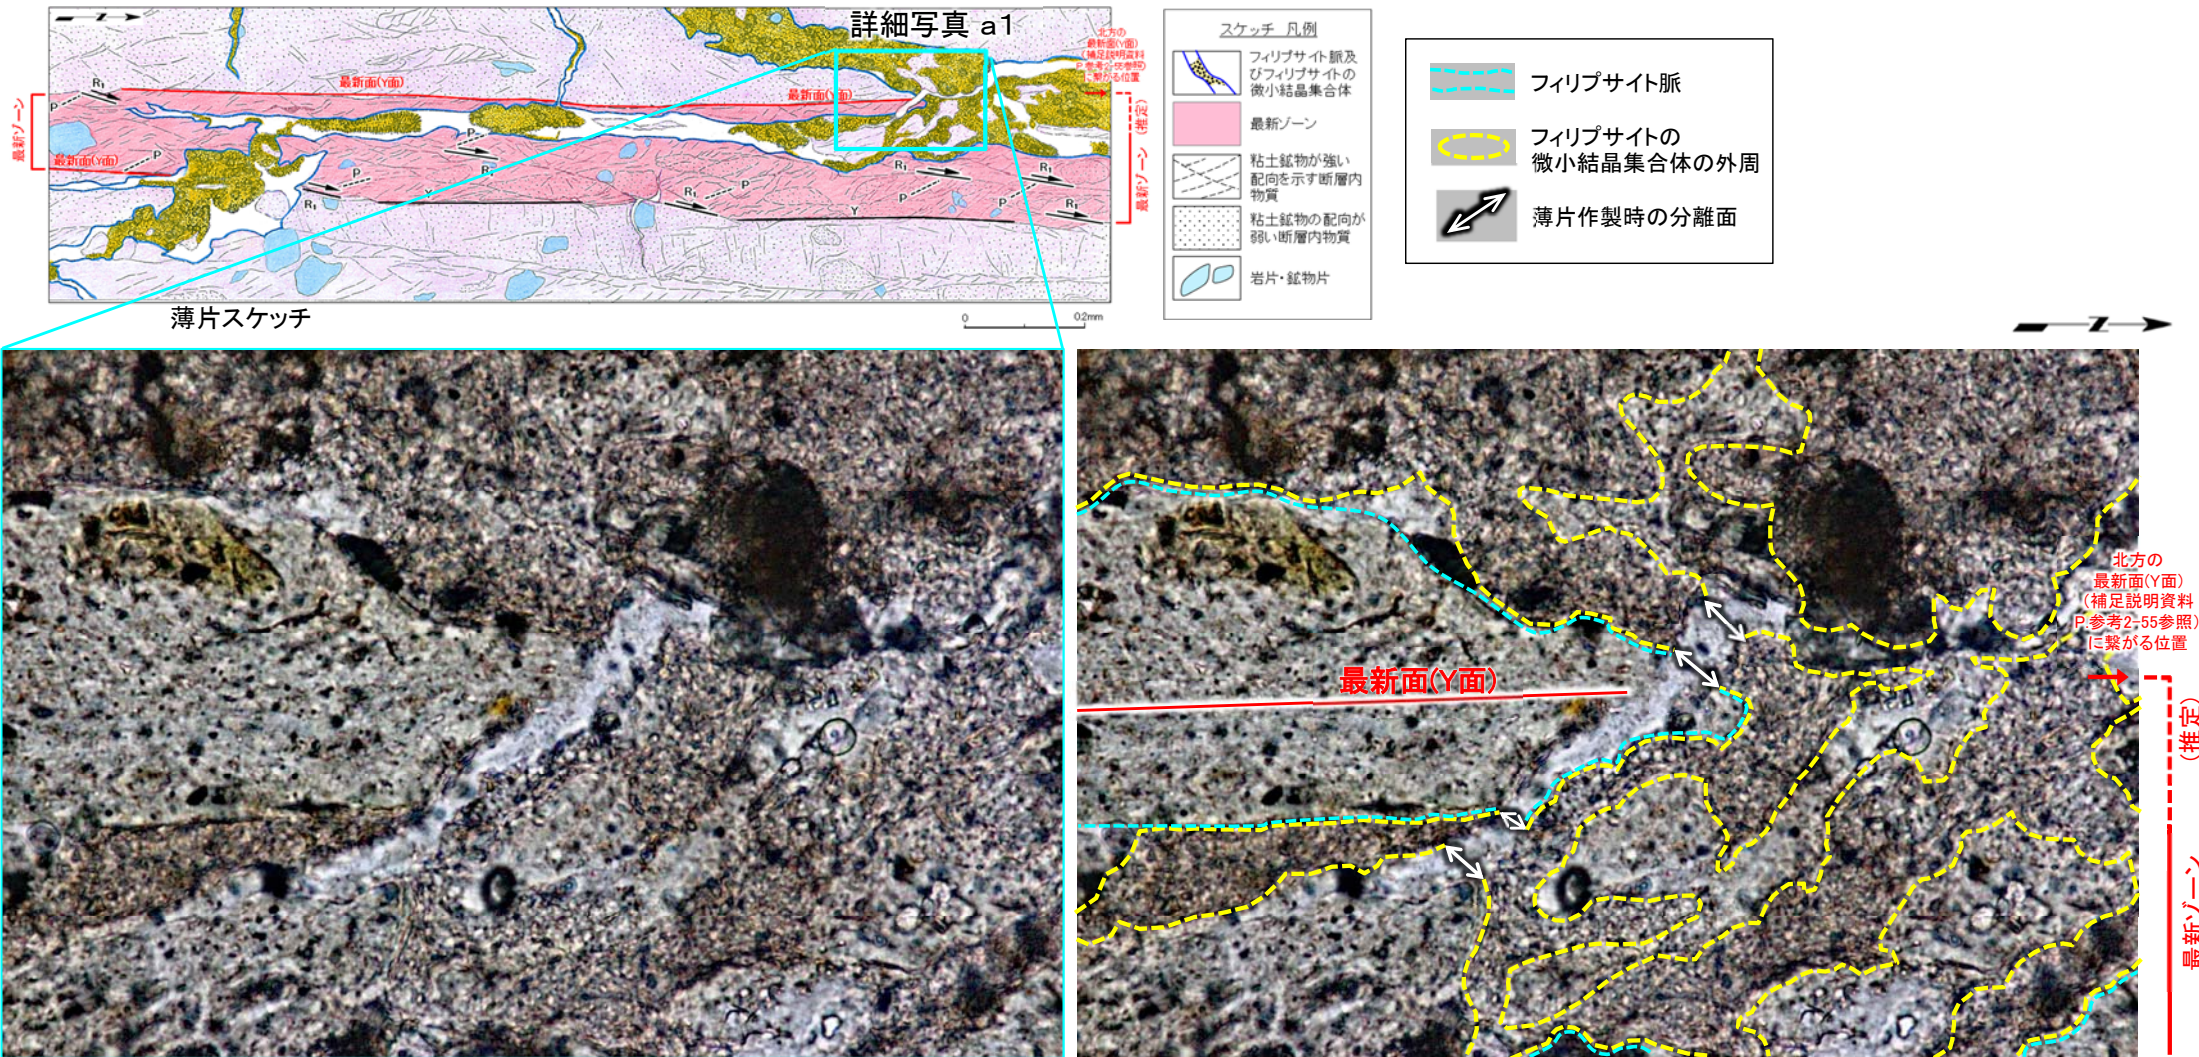 詳細写真 a1
Z
北方の
最新面(Y面)
(補足説明資料
P.参考2-55参照)
に繋がる位置
R₁
P
最新面(Y面)
最新面(Y面)
最新ゾーン
最新面(Y面)
P
P
R₁
P
R₁
P
R₁
P
Y
R₁
P
R₁
P
R₁
Y
(推定)
最新ゾーン
薄片スケッチ
0
0.2mm
スケッチ 凡例
フィリプサイト脈及
びフィリプサイトの
微小結晶集合体
最新ゾーン
粘土鉱物が強い
配向を示す断層内
物質
粘土鉱物の配向が
弱い断層内物質
岩片・鉱物片
フィリプサイト脈
フィリプサイトの
微小結晶集合体の外周
薄片作製時の分離面
Z
最新面(Y面)
北方の
最新面(Y面)
(補足説明資料
P.参考2-55参照)
に繋がる位置
(推定)
最新ゾーン